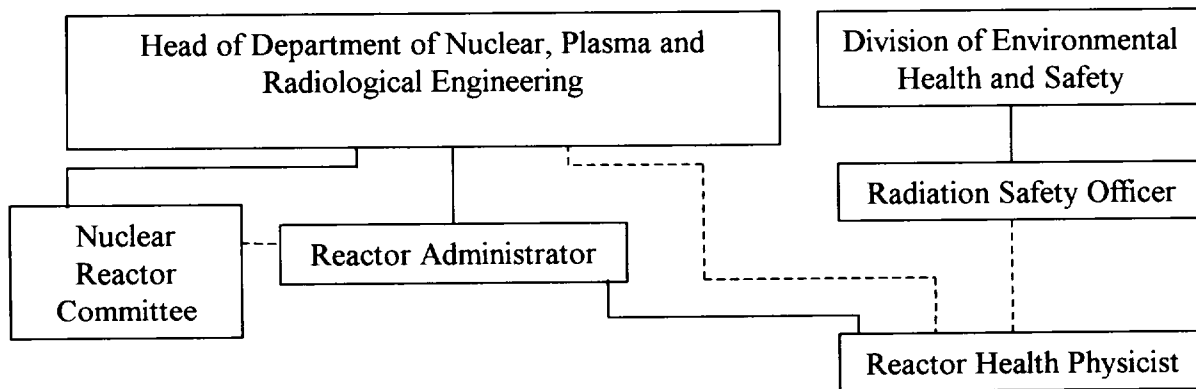 Head of Department of Nuclear, Plasma and
Radiological Engineering
Division of Environmental
Health and Safety
Radiation Safety Officer
Nuclear
Reactor
Committee
Reactor Administrator
Reactor Health Physicist